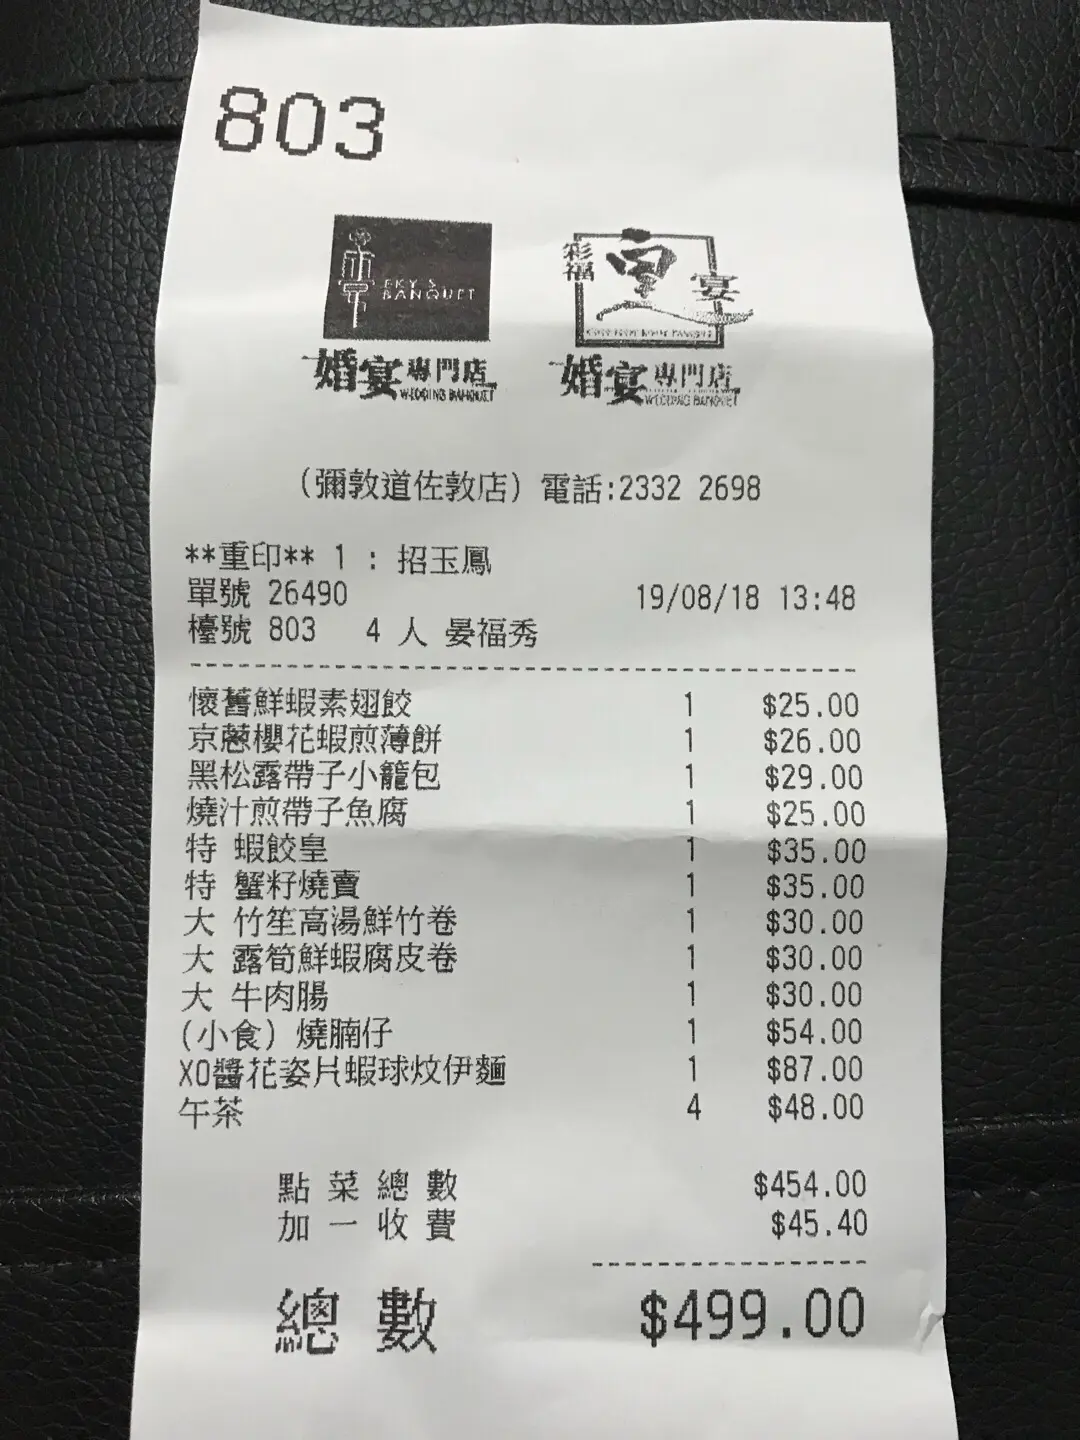 803
SKY'S
BANQUET
彩福
皇
宴
婚宴專門店
WEDDING BANQUET
婚宴專門店
WEDDING BANQUET
(彌敦道佐敦店) 電話:2332 2698
**重印** 1 : 招玉鳳
單號 26490 19/08/18 13:48
檯號 803 4 人 晏福秀
懷舊鮮蝦素翅餃 1 $25.00
京蔥櫻花蝦煎薄餅 1 $26.00
黑松露帶子小籠包 1 $29.00
燒汁煎帶子魚腐 1 $25.00
特 蝦餃皇 1 $35.00
特 蟹籽燒賣 1 $35.00
大 竹笙高湯鮮竹卷 1 $30.00
大 露筍鮮蝦腐皮卷 1 $30.00
大 牛肉腸 1 $30.00
(小食) 燒腩仔 1 $54.00
XO醬花姿片蝦球炆伊麵 1 $87.00
午茶 4 $48.00
點菜總數 $454.00
加一收費 $45.40
總數 $499.00